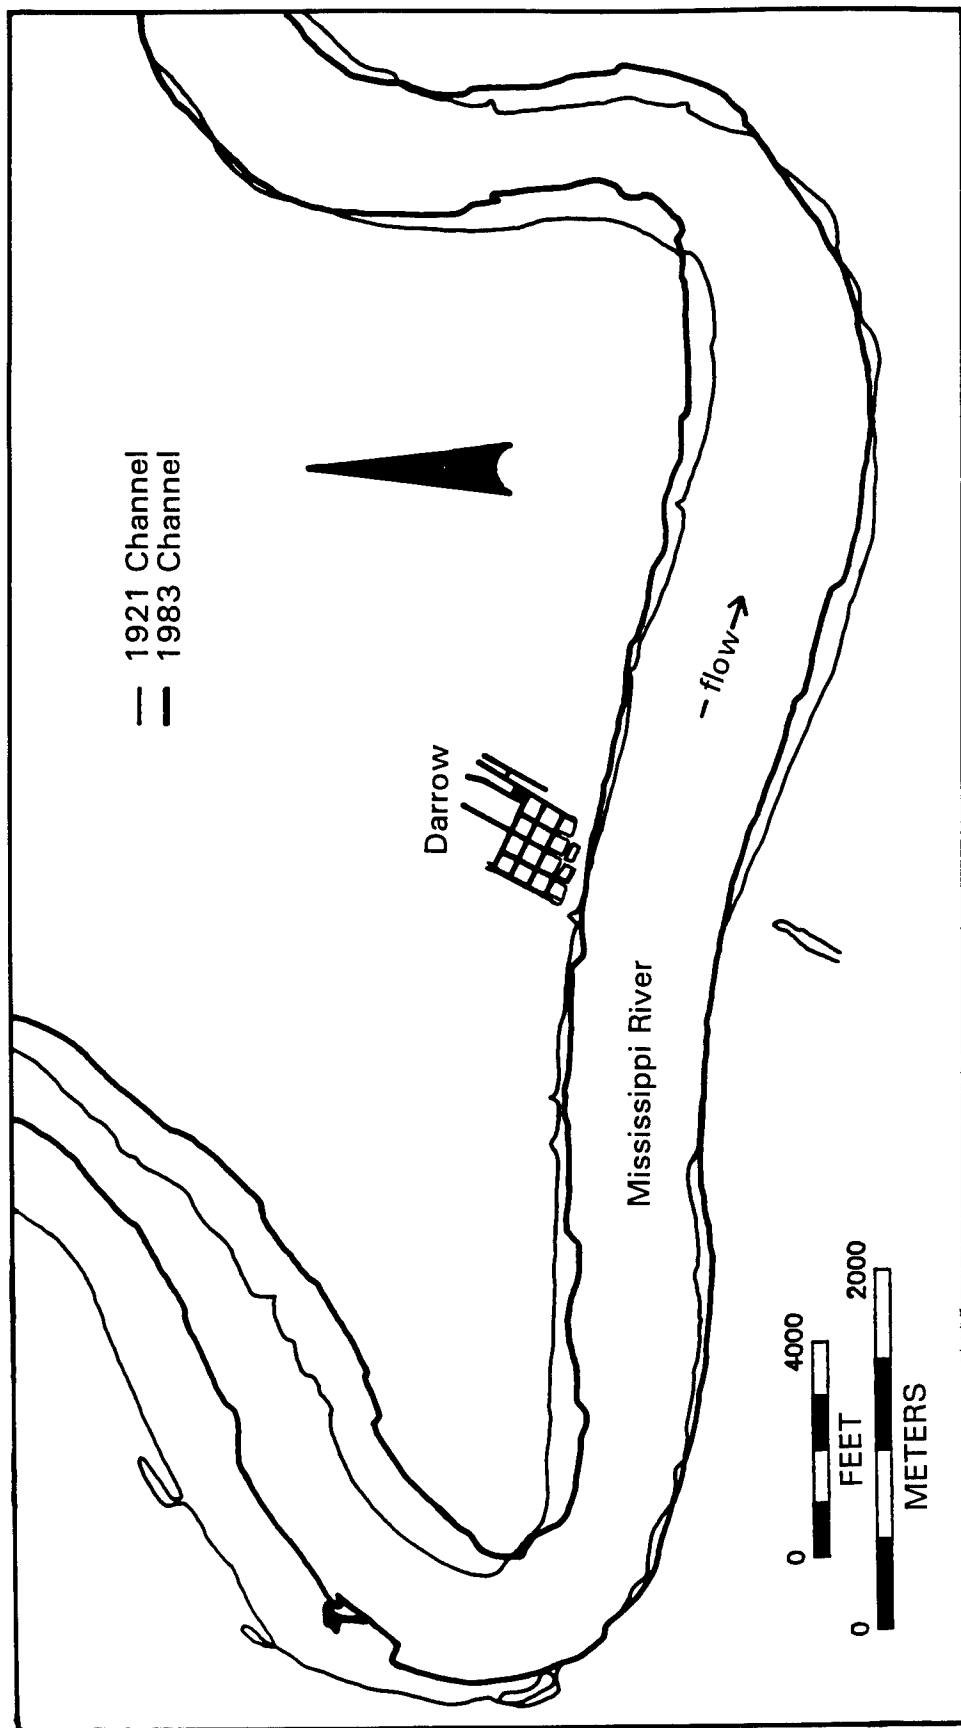 1921 Channel
1983 Channel
Darrow
flow
Mississippi River
0 4000
FEET
0 2000
METERS